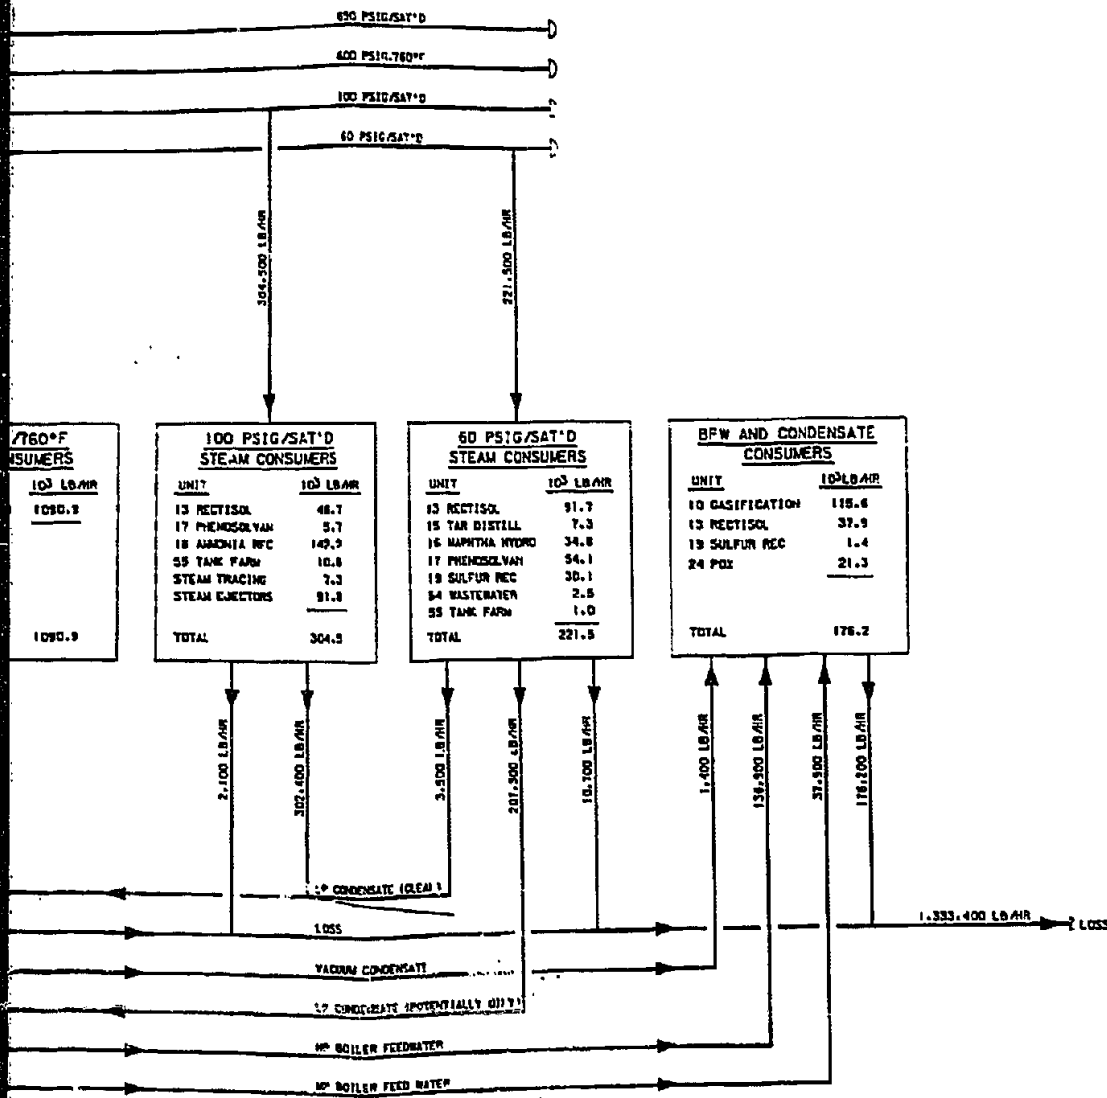 650 PSIG/SAT'D
600 PSIG.760°F
100 PSIG/SAT'D
60 PSIG/SAT'D
304,500 LB/HR
221,500 LB/HR
/760°F
NSUMERS
10³ LB/HR
1090.9
1090.9
100 PSIG/SAT'D
STEAM CONSUMERS
UNIT 10³ LB/HR
13 RECTISOL 46.7
17 PHENOSOLVAN 5.7
18 AMMONIA REC 142.3
55 TANK FARM 10.8
STEAM TRACING 7.3
STEAM EJECTORS 91.8
TOTAL 304.5
60 PSIG/SAT'D
STEAM CONSUMERS
UNIT 10³ LB/HR
13 RECTISOL 91.7
15 TAR DISTILL 7.3
16 NAPHTHA HYDRO 34.8
17 PHENOSOLVAN 54.1
19 SULFUR REC 30.1
54 WASTEWATER 2.5
55 TANK FARM 1.0
TOTAL 221.5
BFW AND CONDENSATE
CONSUMERS
UNIT 10³LB/HR
10 GASIFICATION 115.6
13 RECTISOL 37.9
19 SULFUR REC 1.4
24 POX 21.3
TOTAL 176.2
2,100 LB/HR
302,400 LB/HR
3,500 LB/HR
207,300 LB/HR
10,700 LB/HR
1,400 LB/HR
136,900 LB/HR
37,900 LB/HR
176,200 LB/HR
LP CONDENSATE (CLEAN)
LOSS
1,333,400 LB/HR
LOSS
VACUUM CONDENSATE
LP CONDENSATE (POTENTIALLY OILY)
BOILER FEEDWATER
BOILER FEED WATER